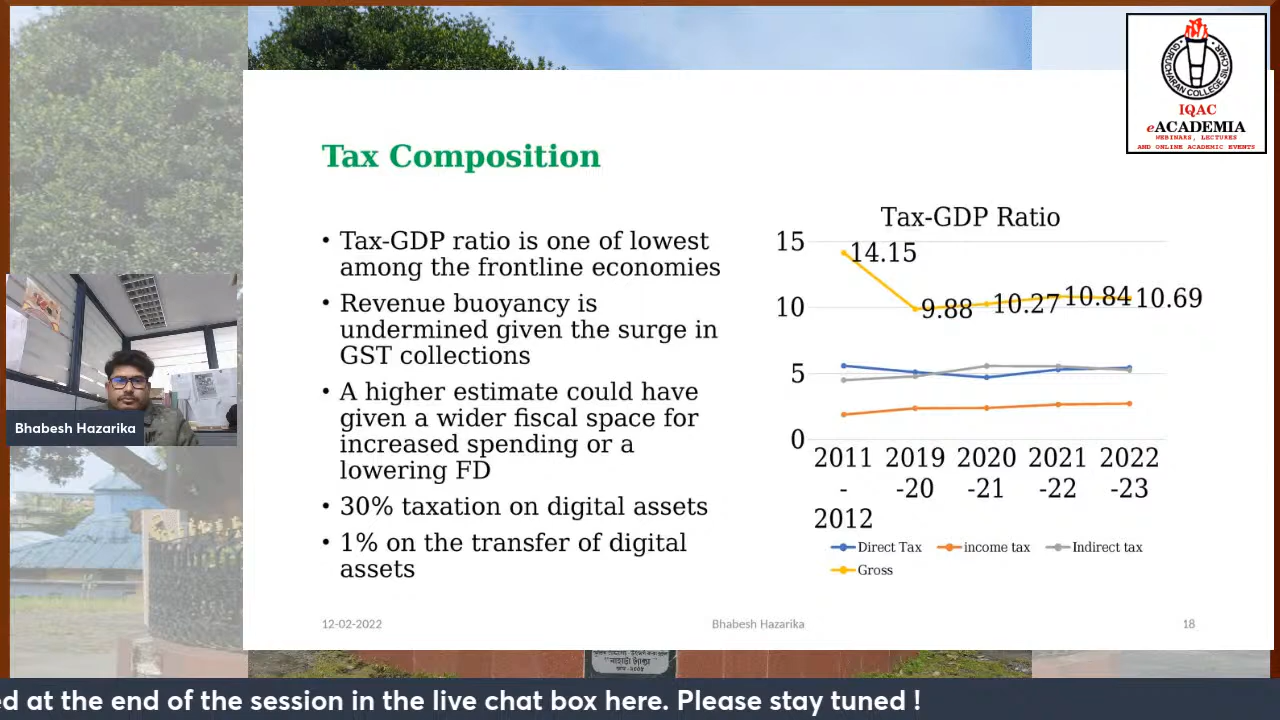 GURUCHARAN COLLEGE SILCHAR
IQAC
eACADEMIA
WEBINARS, LECTURES
AND ONLINE ACADEMIC EVENTS
Tax Composition
• Tax-GDP ratio is one of lowest
among the frontline economies
• Revenue buoyancy is
undermined given the surge in
GST collections
• A higher estimate could have
given a wider fiscal space for
increased spending or a
lowering FD
• 30% taxation on digital assets
• 1% on the transfer of digital
assets
Tax-GDP Ratio
15
10
5
0
14.15
9.88
10.27
10.84
10.69
2011
-
2012
2019
-20
2020
-21
2021
-22
2022
-23
Direct Tax
income tax
Indirect tax
Gross
12-02-2022
Bhabesh Hazarika
18
Bhabesh Hazarika
ed at the end of the session in the live chat box here. Please stay tuned !